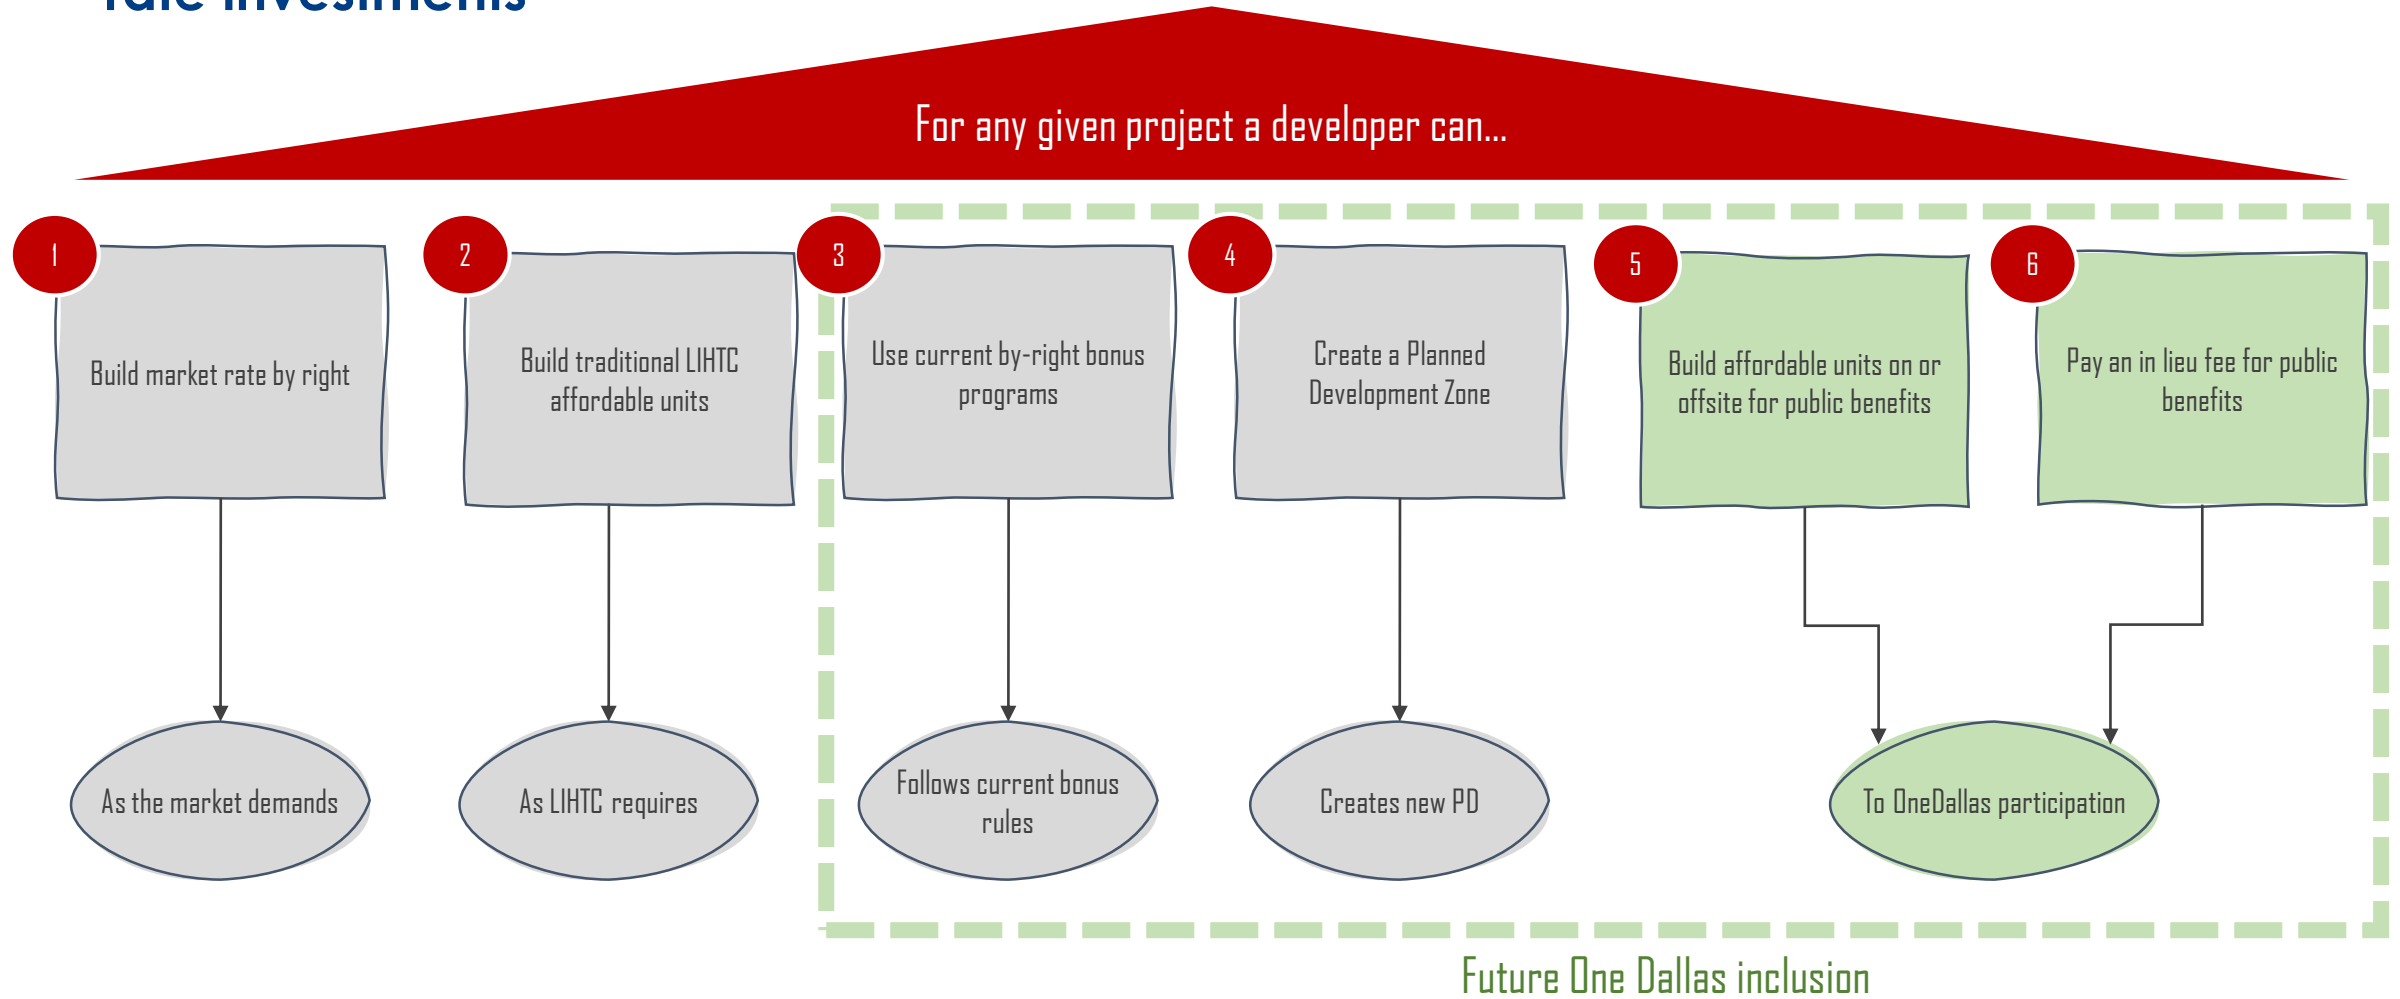 investments
For any given project a developer can...
1
2
3
4
5
6
Build market rate by right
Build traditional LIHTC
affordable units
Use current by-right bonus
programs
Create a Planned
Development Zone
Build affordable units on or
offsite for public benefits
Pay an in lieu fee for public
benefits
As the market demands
As LIHTC requires
Follows current bonus
rules
Creates new PD
To OneDallas participation
Future One Dallas inclusion